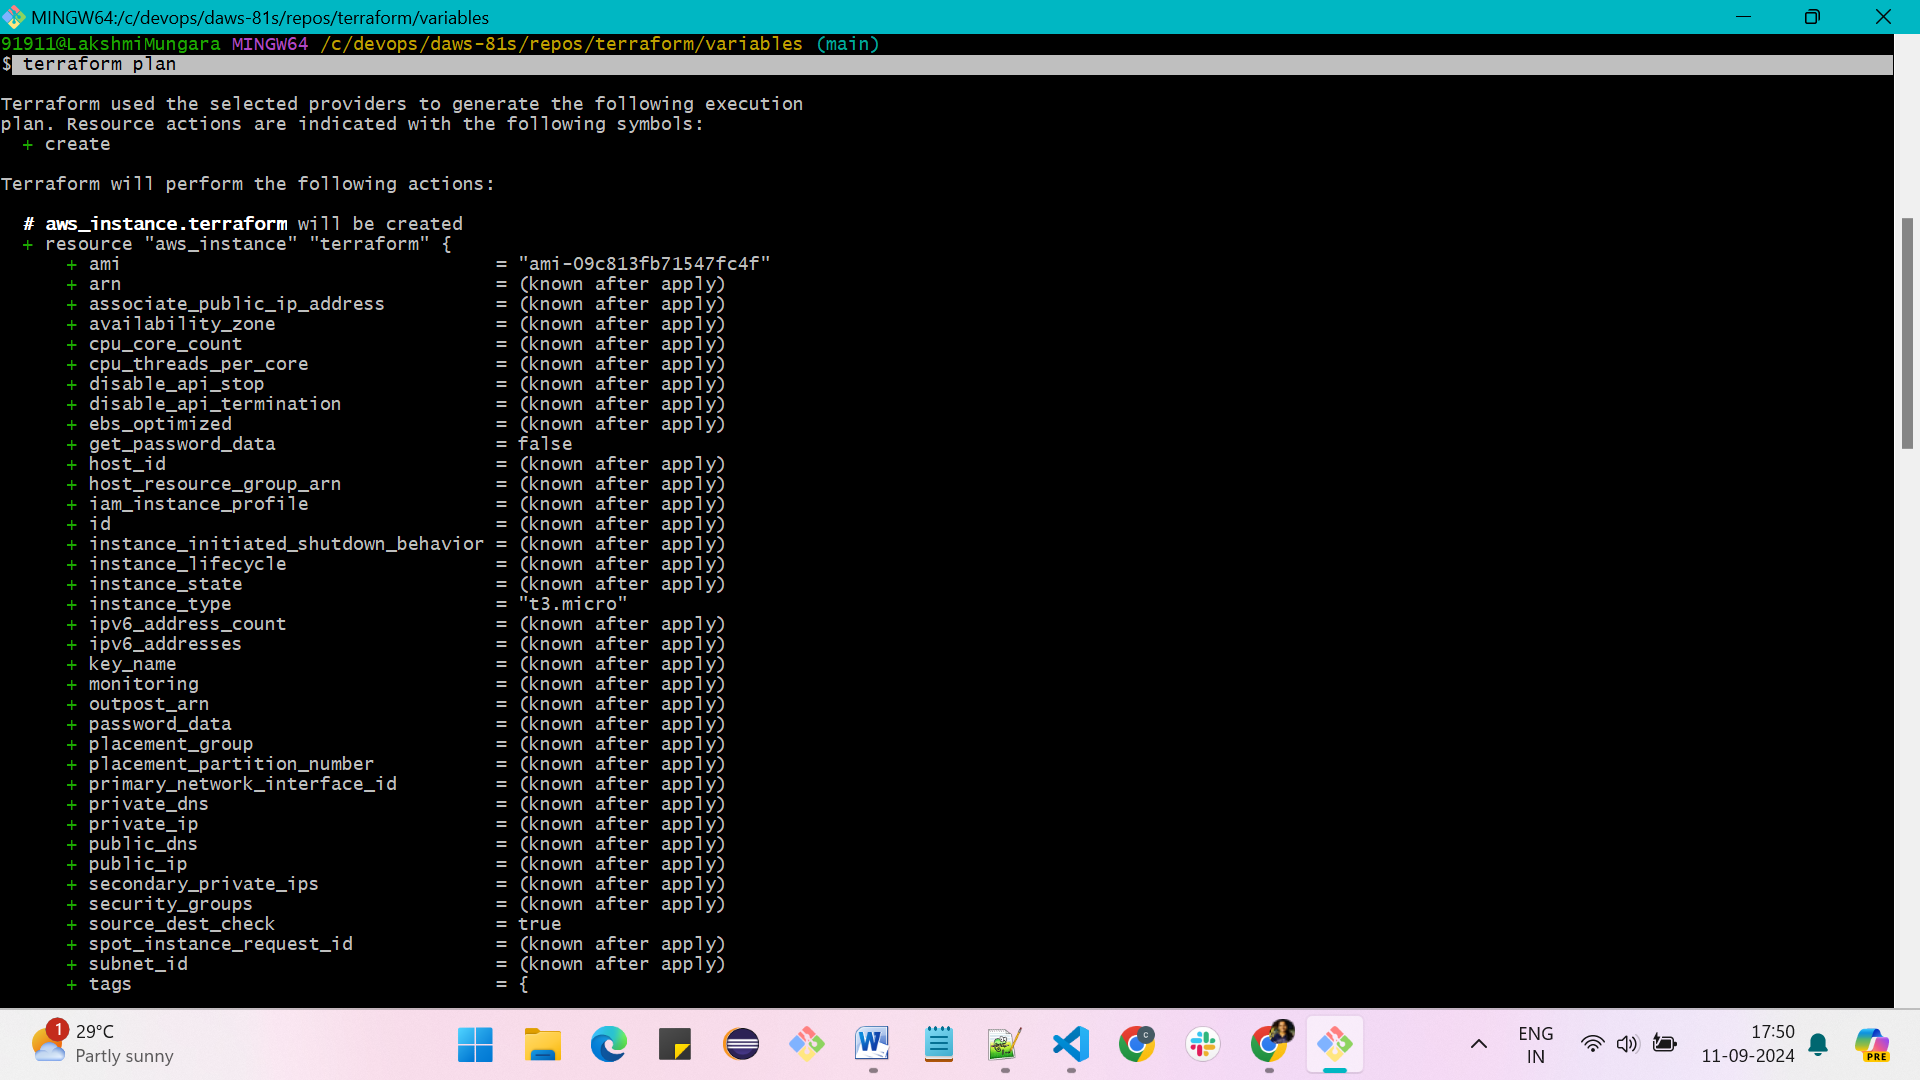 MINGW64:/c/devops/daws-81s/repos/terraform/variables
91911@LakshmiMungara MINGW64 /c/devops/daws-81s/repos/terraform/variables (main)
$ terraform plan
Terraform used the selected providers to generate the following execution
plan. Resource actions are indicated with the following symbols:
+ create
Terraform will perform the following actions:
# aws_instance.terraform will be created
+ resource "aws_instance" "terraform" {
+ ami = "ami-09c813fb71547fc4f"
+ arn = (known after apply)
+ associate_public_ip_address = (known after apply)
+ availability_zone = (known after apply)
+ cpu_core_count = (known after apply)
+ cpu_threads_per_core = (known after apply)
+ disable_api_stop = (known after apply)
+ disable_api_termination = (known after apply)
+ ebs_optimized = (known after apply)
+ get_password_data = false
+ host_id = (known after apply)
+ host_resource_group_arn = (known after apply)
+ iam_instance_profile = (known after apply)
+ id = (known after apply)
+ instance_initiated_shutdown_behavior = (known after apply)
+ instance_lifecycle = (known after apply)
+ instance_state = (known after apply)
+ instance_type = "t3.micro"
+ ipv6_address_count = (known after apply)
+ ipv6_addresses = (known after apply)
+ key_name = (known after apply)
+ monitoring = (known after apply)
+ outpost_arn = (known after apply)
+ password_data = (known after apply)
+ placement_group = (known after apply)
+ placement_partition_number = (known after apply)
+ primary_network_interface_id = (known after apply)
+ private_dns = (known after apply)
+ private_ip = (known after apply)
+ public_dns = (known after apply)
+ public_ip = (known after apply)
+ secondary_private_ips = (known after apply)
+ security_groups = (known after apply)
+ source_dest_check = true
+ spot_instance_request_id = (known after apply)
+ subnet_id = (known after apply)
+ tags = {
1
29°C
Partly sunny
W
c
ENG
IN
17:50
11-09-2024
PRE